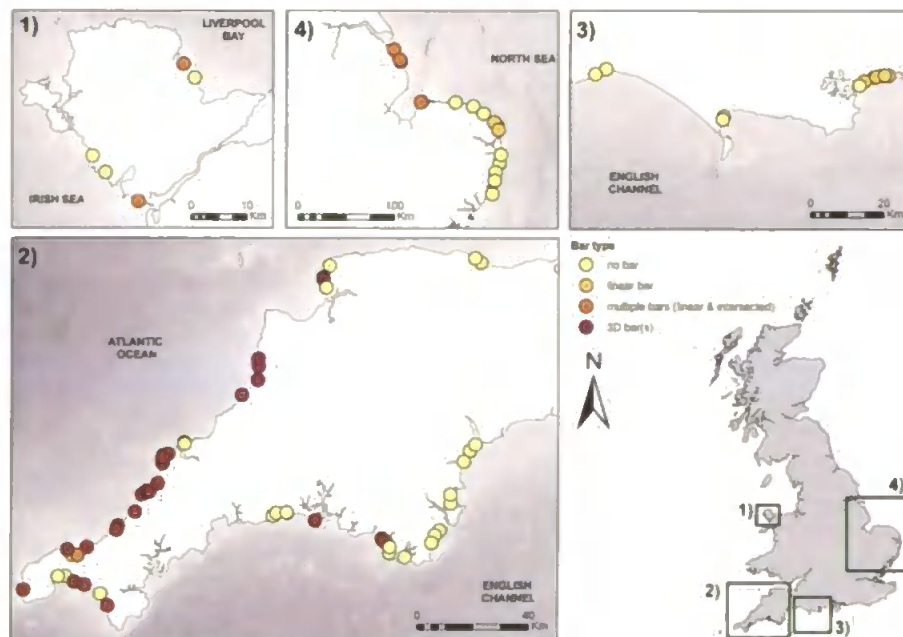 1)
LIVERPOOL
BAY
IRISH SEA
0 10
Km
4)
NORTH SEA
0 100
Km
3)
ENGLISH
CHANNEL
0 20
Km
2)
ATLANTIC
OCEAN
ENGLISH
CHANNEL
0 40
Km
Bar type
no bar
linear bar
multiple bars (linear & intersected)
3D bar(s)
N
1)
4)
2)
3)